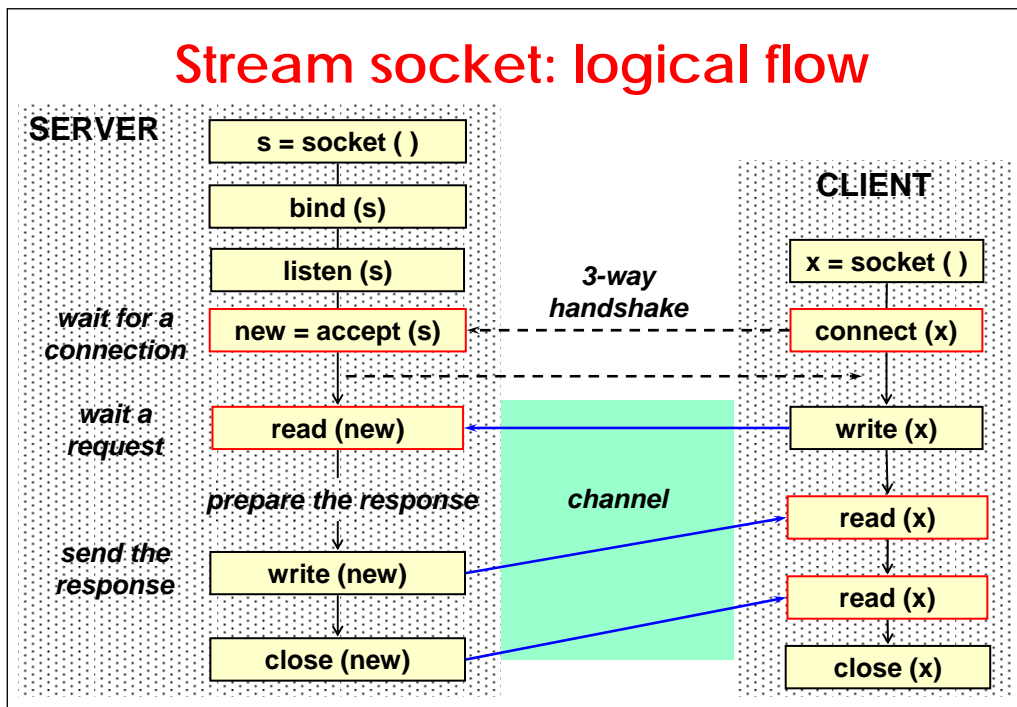 Stream socket: logical flow
SERVER
s = socket ( )
bind (s)
listen (s)
wait for a
connection
new = accept (s)
wait a
request
read (new)
prepare the response
send the
response
write (new)
close (new)
3-way
handshake
channel
CLIENT
x = socket ( )
connect (x)
write (x)
read (x)
read (x)
close (x)